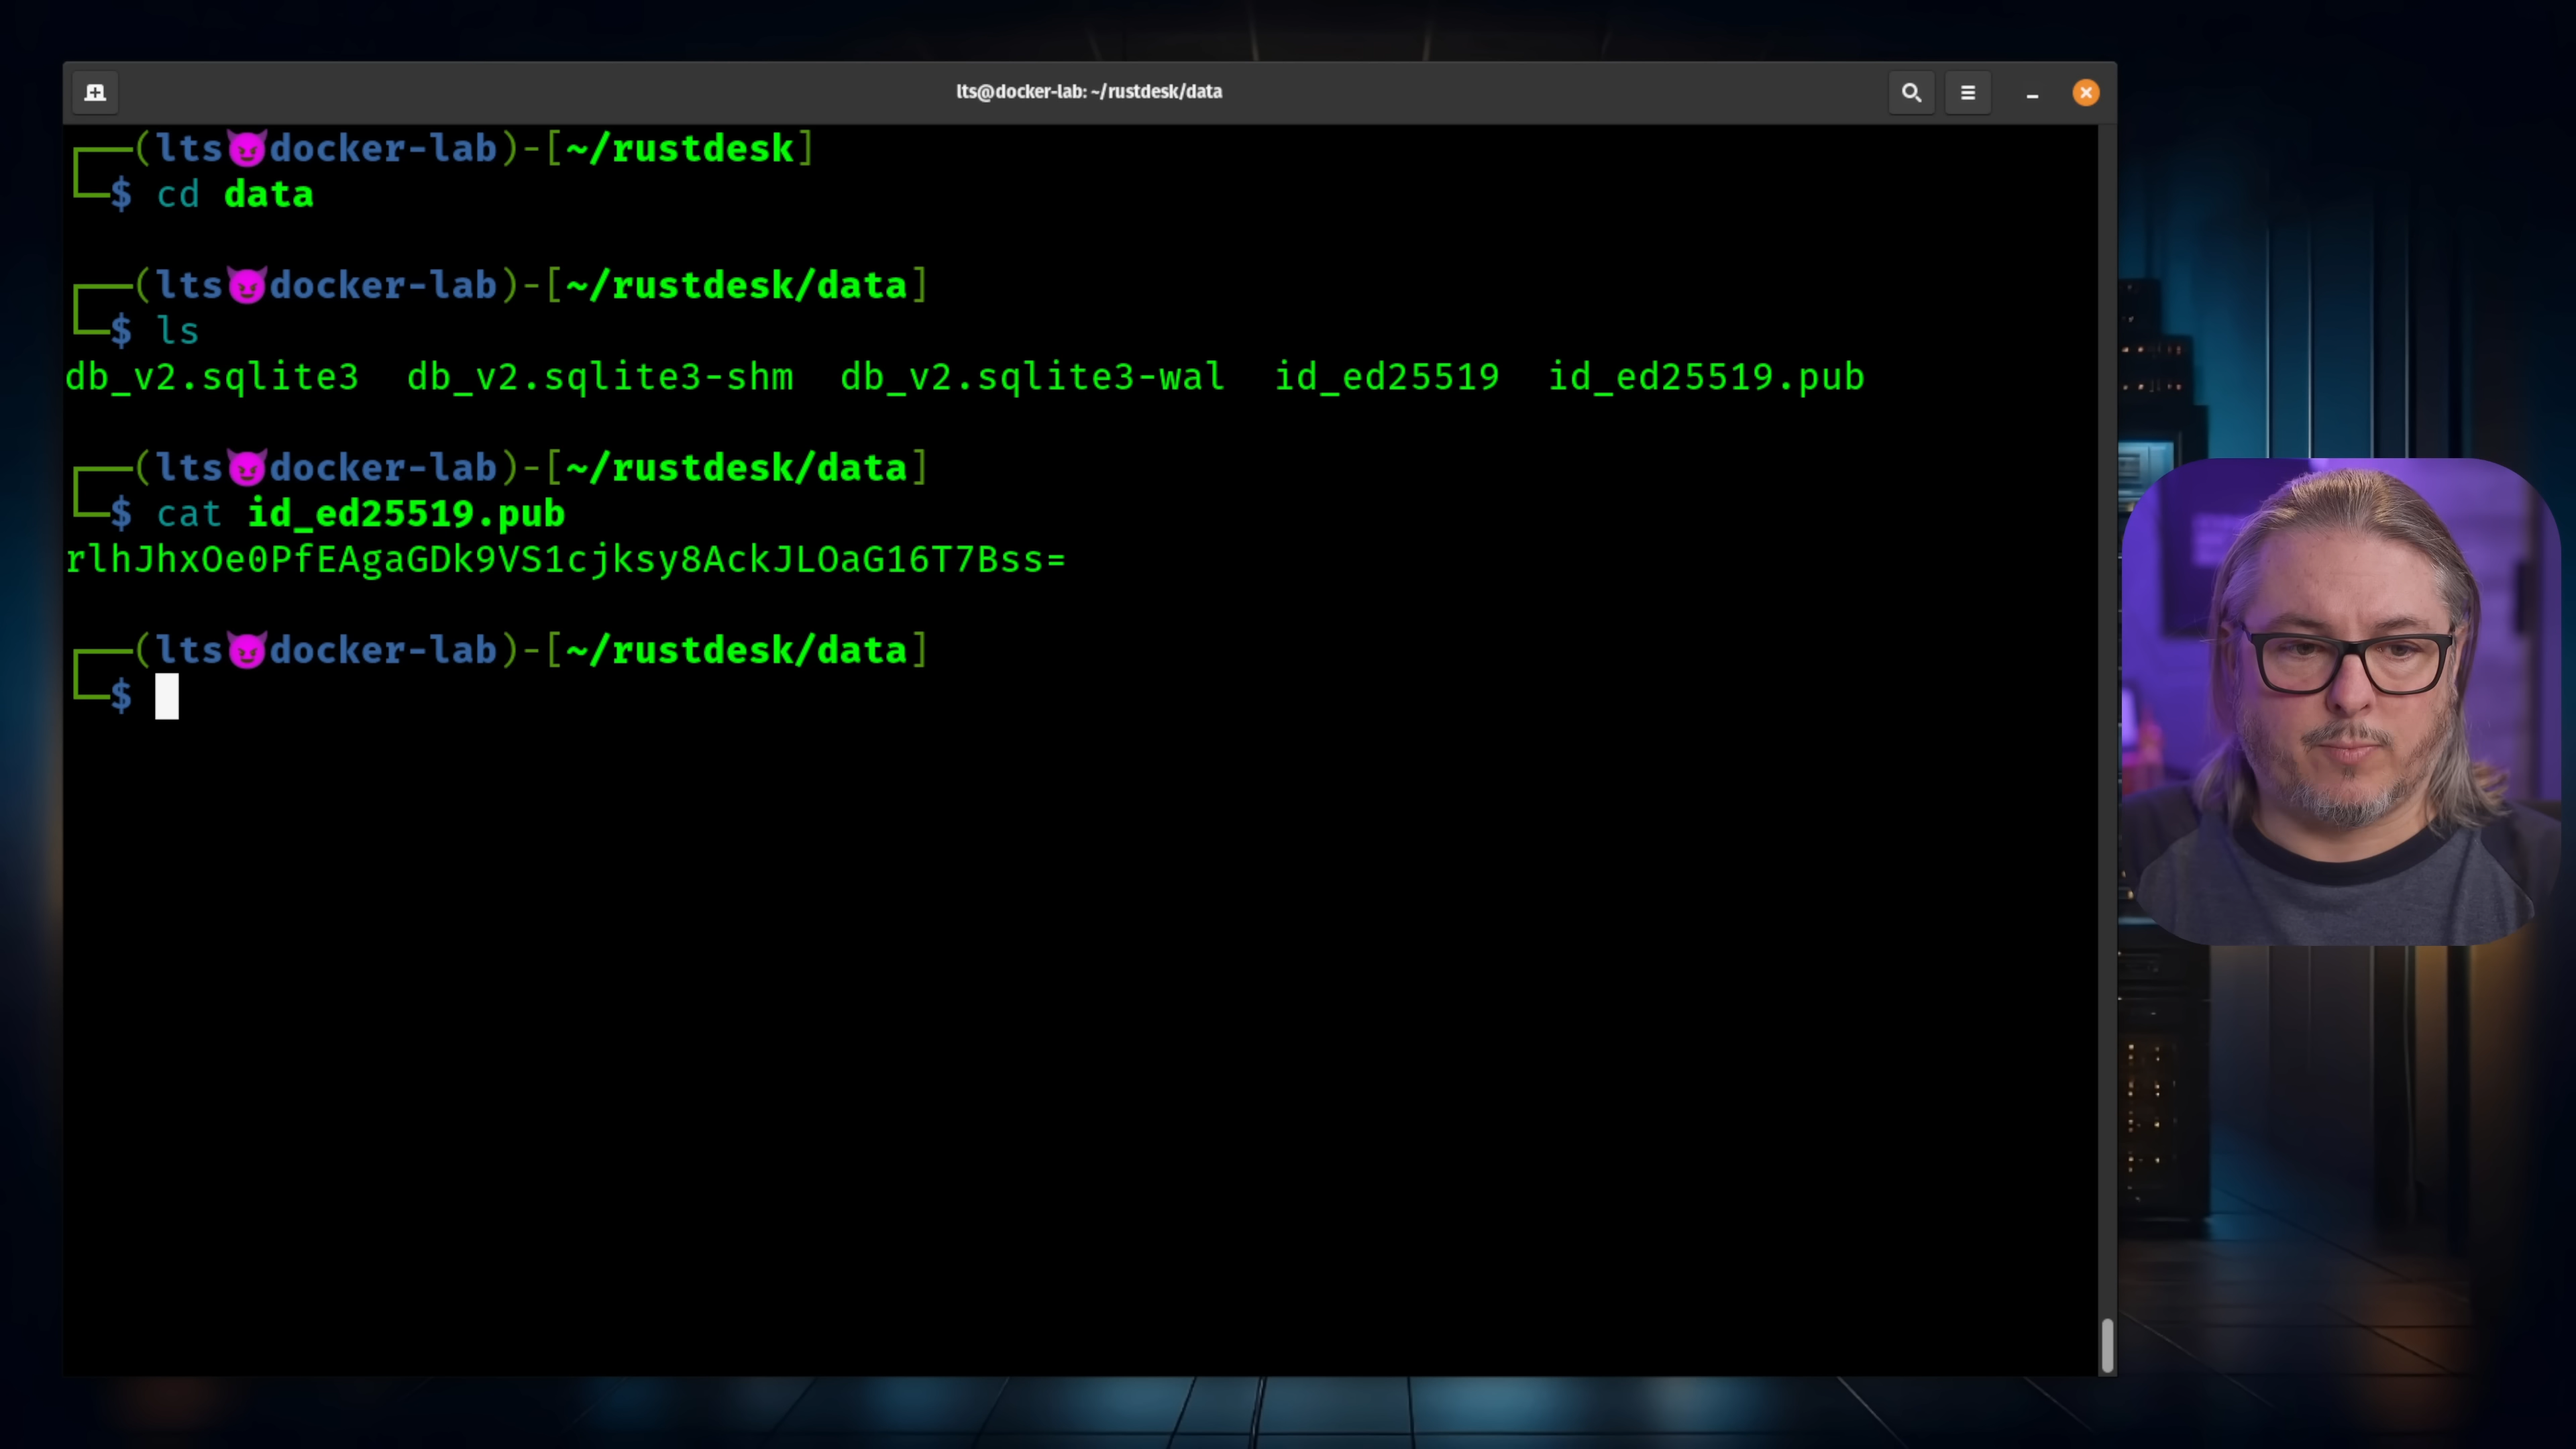 lts@docker-lab: ~/rustdesk/data
┌──(lts😈docker-lab)-[~/rustdesk]
└─$ cd data
┌──(lts😈docker-lab)-[~/rustdesk/data]
└─$ ls
db_v2.sqlite3  db_v2.sqlite3-shm  db_v2.sqlite3-wal  id_ed25519  id_ed25519.pub
┌──(lts😈docker-lab)-[~/rustdesk/data]
└─$ cat id_ed25519.pub
rlhJhxOe0PfEAgaGDk9VS1cjksy8AckJLOaG16T7Bss=
┌──(lts😈docker-lab)-[~/rustdesk/data]
└─$